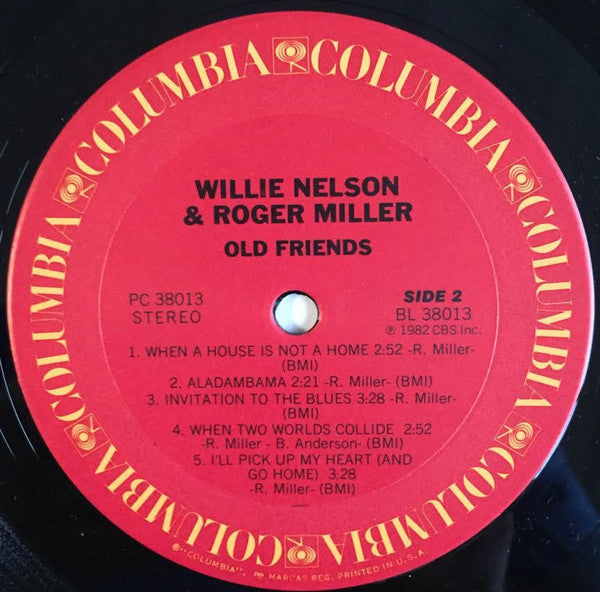 COLUMBIA
COLUMBIA
COLUMBIA
COLUMBIA
COLUMBIA
COLUMBIA
COLUMBIA
WILLIE NELSON
& ROGER MILLER
OLD FRIENDS
PC 38013
STEREO
SIDE 2
BL 38013
℗ 1982 CBS Inc.
1. WHEN A HOUSE IS NOT A HOME 2:52 -R. Miller-
(BMI)
2. ALADAMBAMA 2:21 -R. Miller- (BMI)
3. INVITATION TO THE BLUES 3:28 -R. Miller-
(BMI)
4. WHEN TWO WORLDS COLLIDE 2:52
-R. Miller - B. Anderson- (BMI)
5. I'LL PICK UP MY HEART (AND
GO HOME) 3:28
-R. Miller- (BMI)
®"COLUMBIA", MARCAS REG. PRINTED IN U.S.A.